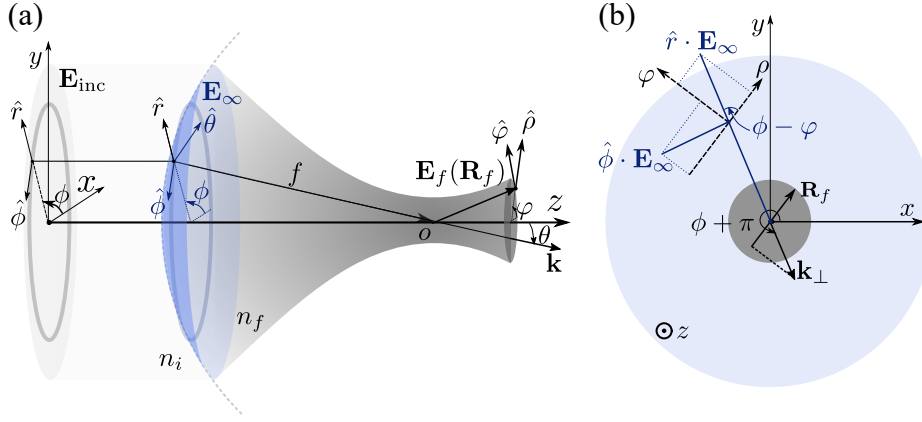 (a)
y
𝐄_inc
r̂
ϕ
x
ϕ̂
r̂
𝐄_∞
θ̂
ϕ
ϕ̂
n_i
n_f
f
𝐄_f(𝐑_f)
o
φ̂
ρ̂
φ
z
θ
𝐤
(b)
y
r̂ · 𝐄_∞
φ
ρ
ϕ − φ
ϕ̂ · 𝐄_∞
𝐑_f
ϕ + π
x
𝐤_⊥
z